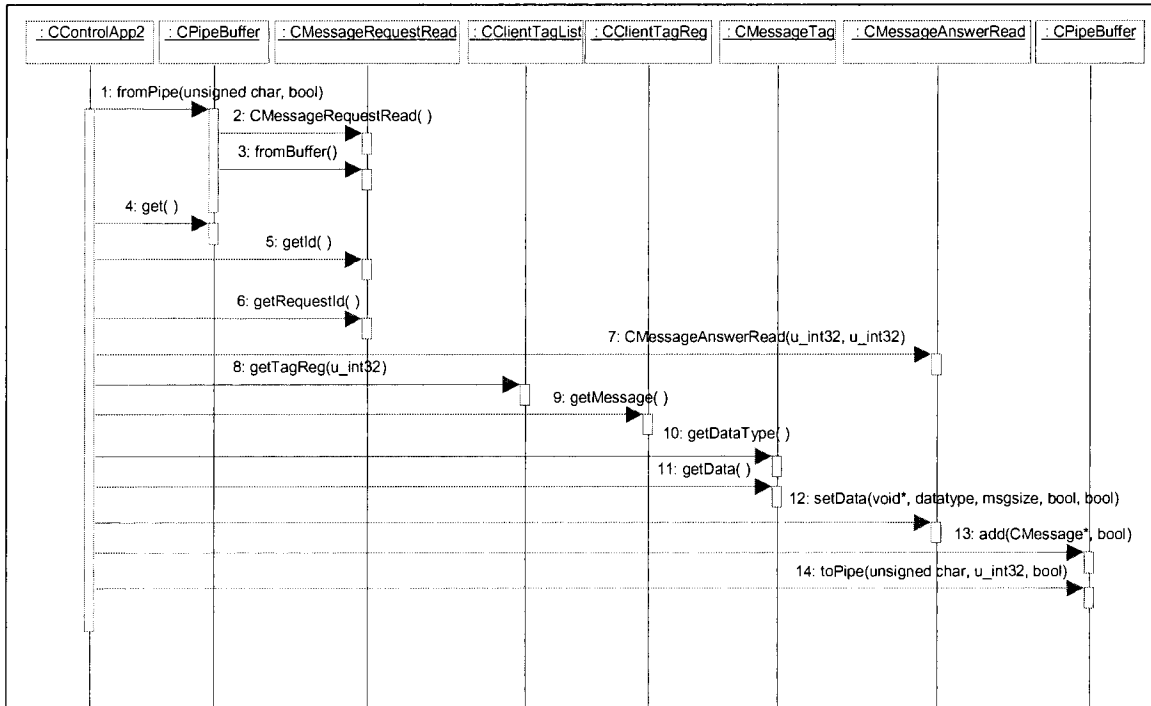 : CControlApp2
: CPipeBuffer
: CMessageRequestRead
: CClientTagList
: CClientTagReg
: CMessageTag
: CMessageAnswerRead
: CPipeBuffer
1: fromPipe(unsigned char, bool)
2: CMessageRequestRead( )
3: fromBuffer()
4: get( )
5: getId( )
6: getRequestId( )
7: CMessageAnswerRead(u_int32, u_int32)
8: getTagReg(u_int32)
9: getMessage( )
10: getDataType( )
11: getData( )
12: setData(void*, datatype, msgsize, bool, bool)
13: add(CMessage*, bool)
14: toPipe(unsigned char, u_int32, bool)